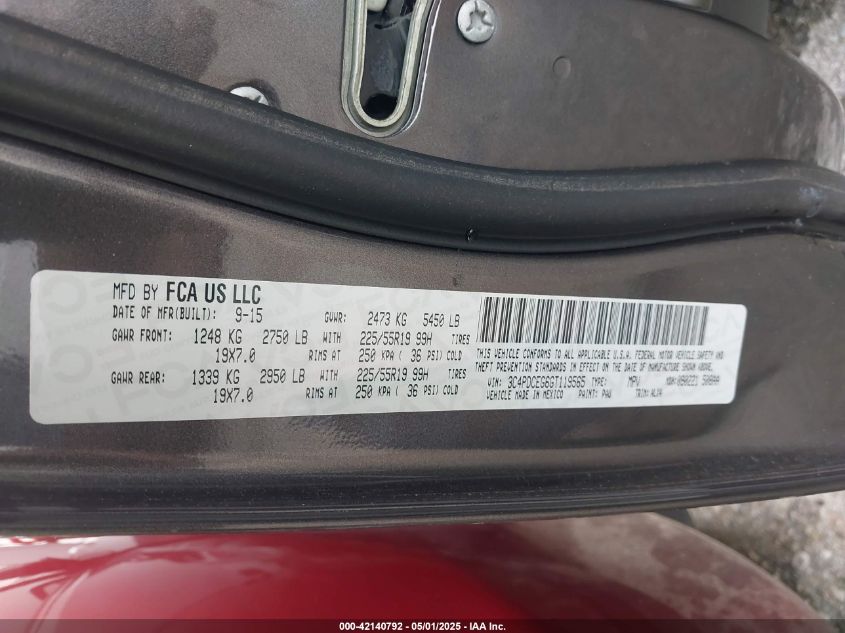 MFD BY FCA US LLC
DATE OF MFR(BUILT): 9-15 GVWR: 2473 KG 5450 LB
GAWR FRONT: 1248 KG 2750 LB WITH 225/55R19 99H TIRES
19X7.0 RIMS AT 250 KPA ( 36 PSI) COLD
GAWR REAR: 1339 KG 2950 LB WITH 225/55R19 99H TIRES
19X7.0 RIMS AT 250 KPA ( 36 PSI) COLD
THIS VEHICLE CONFORMS TO ALL APPLICABLE U.S.A. FEDERAL MOTOR VEHICLE SAFETY AND
THEFT PREVENTION STANDARDS IN EFFECT ON THE DATE OF MANUFACTURE SHOWN ABOVE.
VIN: 3C4PDCEG6GT119565 TYPE: MPV MDH: 090221
VEHICLE MADE IN MEXICO PAINT: PAU TRIM:
000-42140792 - 05/01/2025 - IAA Inc.